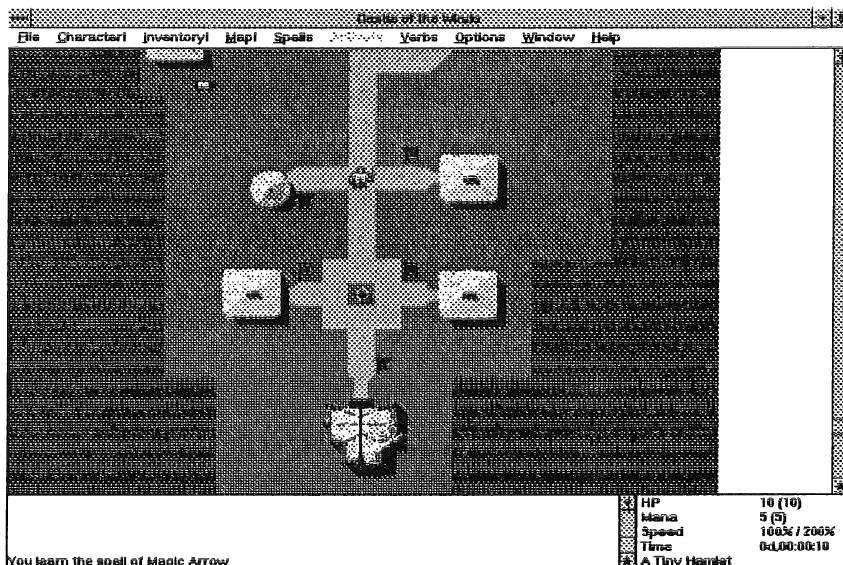 Castle of the Winds
File Character! Inventory! Map! Spells Activate Verbs Options Window Help
HP 10 (10)
Mana 5 (5)
Speed 100% / 200%
Time 0d,00:00:10
You learn the spell of Magic Arrow
A Tiny Hamlet